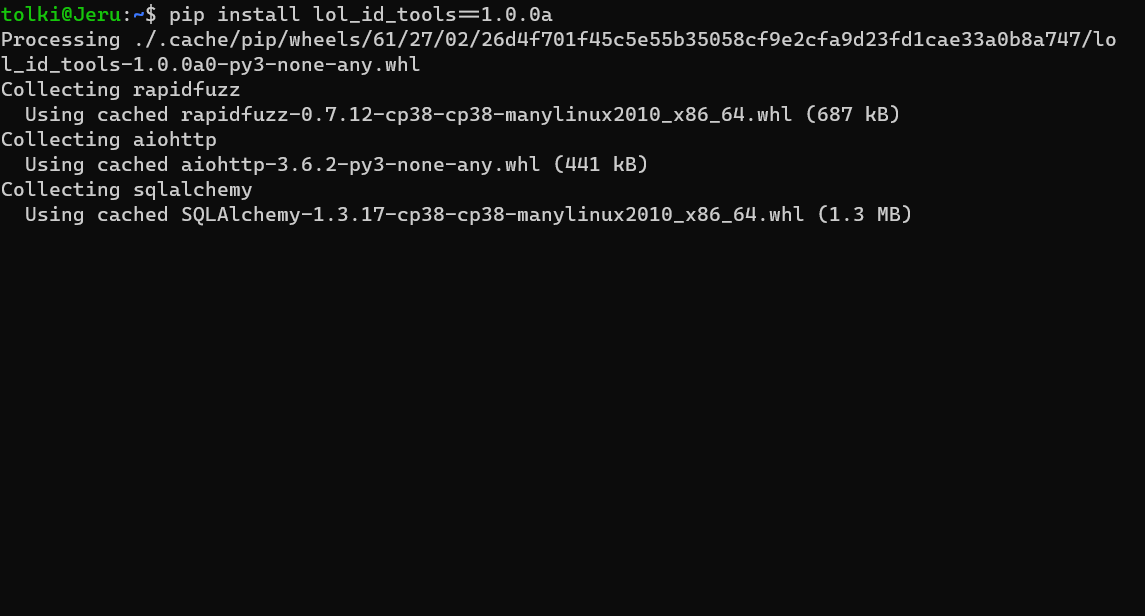 tolki@Jeru:~$ pip install lol_id_tools==1.0.0a
Processing ./.cache/pip/wheels/61/27/02/26d4f701f45c5e55b35058cf9e2cfa9d23fd1cae33a0b8a747/lo
l_id_tools-1.0.0a0-py3-none-any.whl
Collecting rapidfuzz
  Using cached rapidfuzz-0.7.12-cp38-cp38-manylinux2010_x86_64.whl (687 kB)
Collecting aiohttp
  Using cached aiohttp-3.6.2-py3-none-any.whl (441 kB)
Collecting sqlalchemy
  Using cached SQLAlchemy-1.3.17-cp38-cp38-manylinux2010_x86_64.whl (1.3 MB)